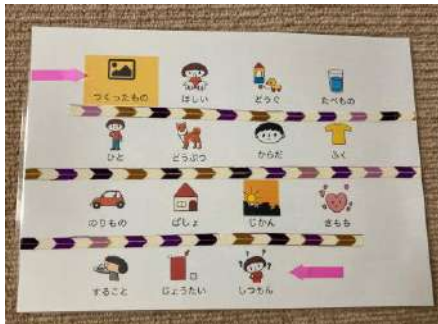 つくったもの ほしい どうぐ たべもの
ひと どうぶつ からだ ふく
のりもの ばしょ じかん きもち
すること じょうたい しつもん